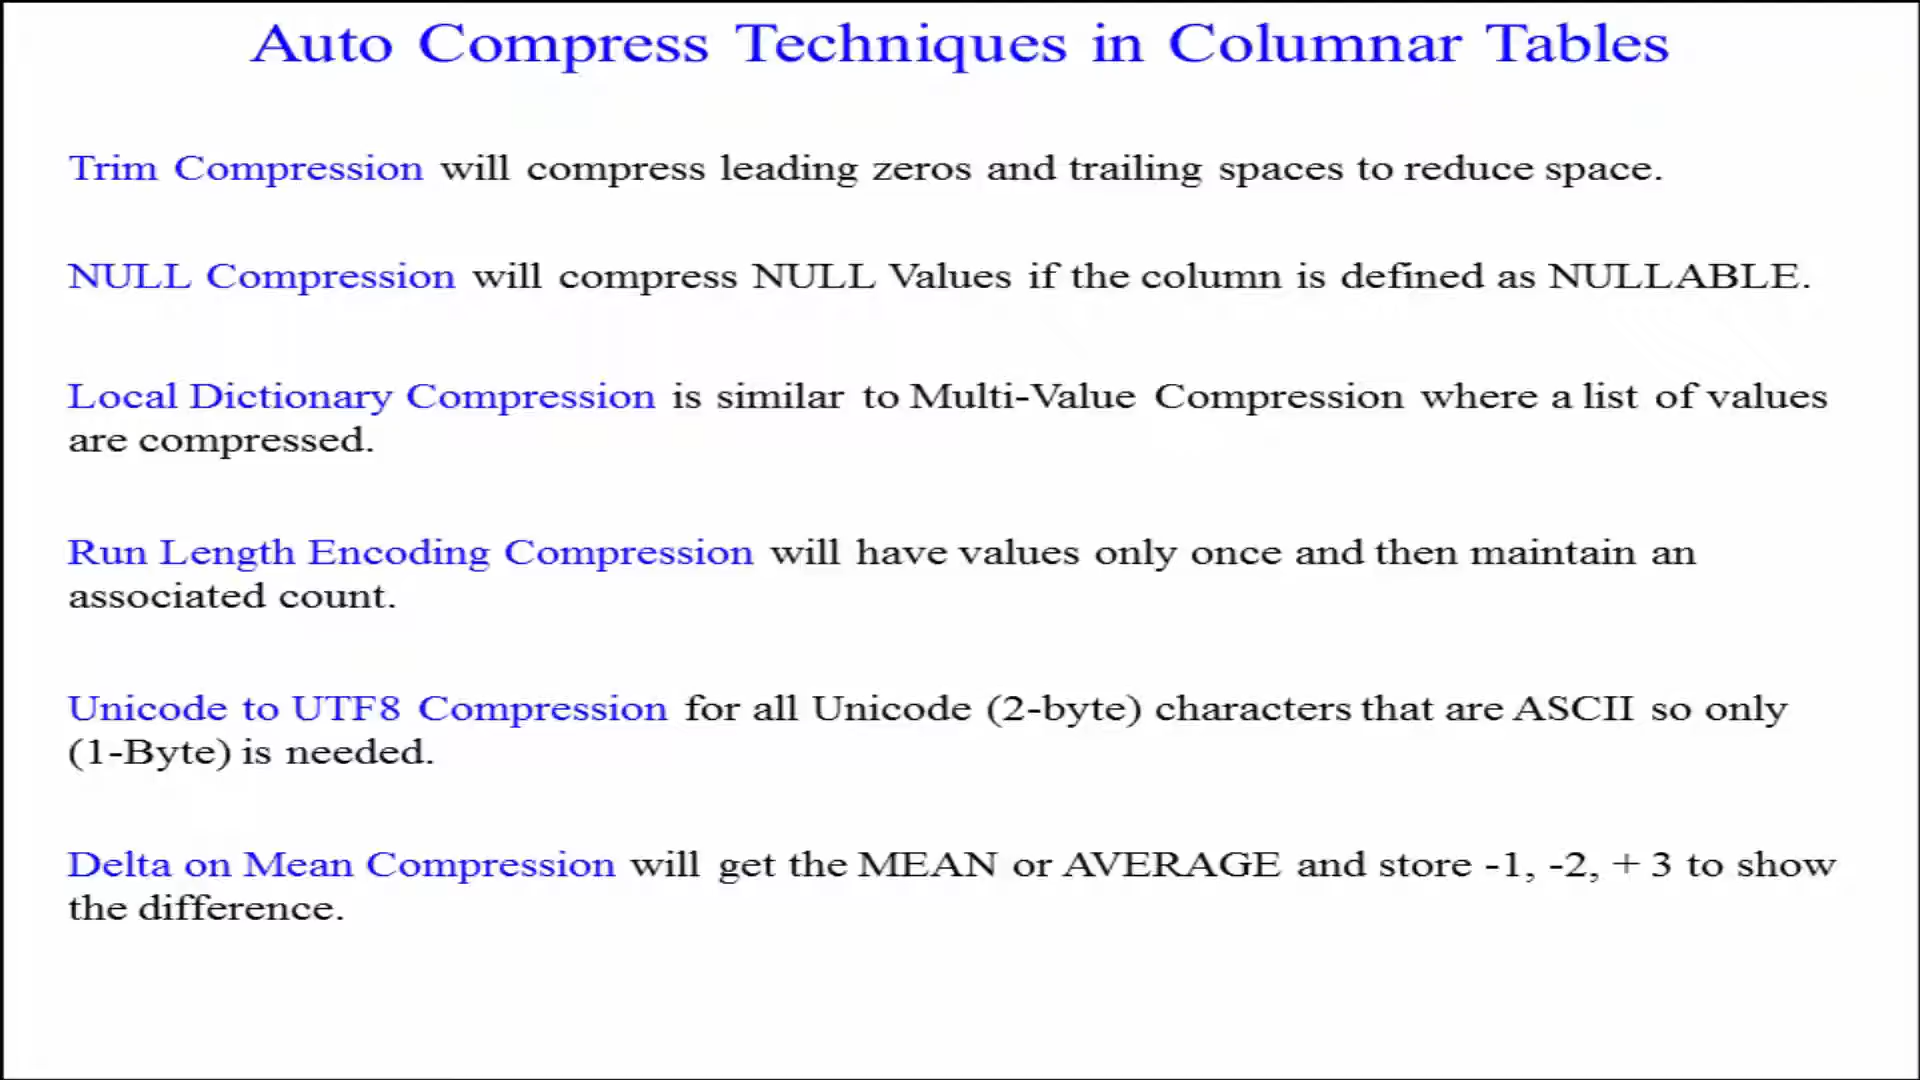 Auto Compress Techniques in Columnar Tables
Trim Compression will compress leading zeros and trailing spaces to reduce space.
NULL Compression will compress NULL Values if the column is defined as NULLABLE.
Local Dictionary Compression is similar to Multi-Value Compression where a list of values
are compressed.
Run Length Encoding Compression will have values only once and then maintain an
associated count.
Unicode to UTF8 Compression for all Unicode (2-byte) characters that are ASCII so only
(1-Byte) is needed.
Delta on Mean Compression will get the MEAN or AVERAGE and store -1, -2, + 3 to show
the difference.